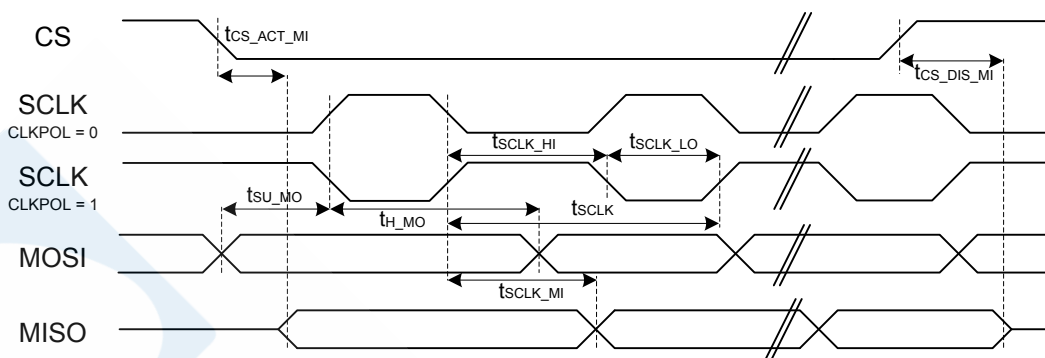 CS
tCS_ACT_MI
tCS_DIS_MI
SCLK
CLKPOL = 0
tSCLK_HI
tSCLK_LO
SCLK
CLKPOL = 1
tSU_MO
tH_MO
tSCLK
MOSI
tSCLK_MI
MISO